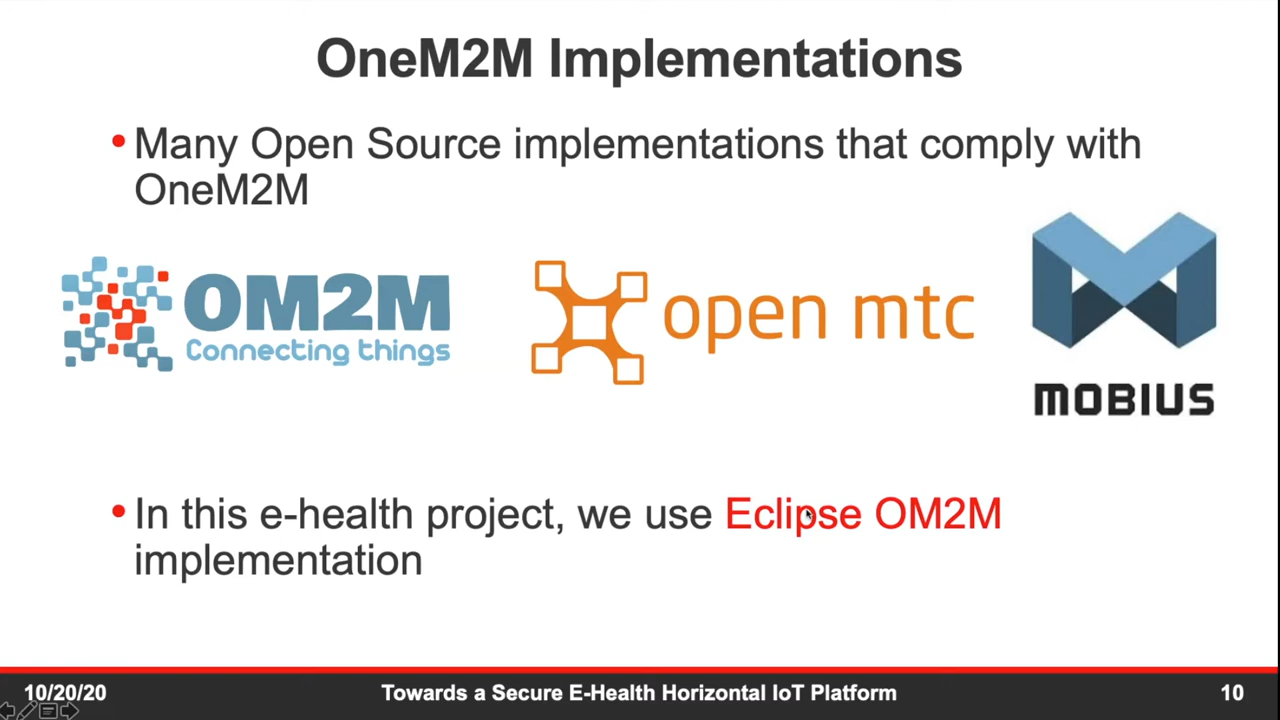 OneM2M Implementations
•Many Open Source implementations that comply with
OneM2M
OM2M
Connecting things
open mtc
MOBIUS
•In this e-health project, we use Eclipse OM2M
implementation
10/20/20
Towards a Secure E-Health Horizontal IoT Platform
10